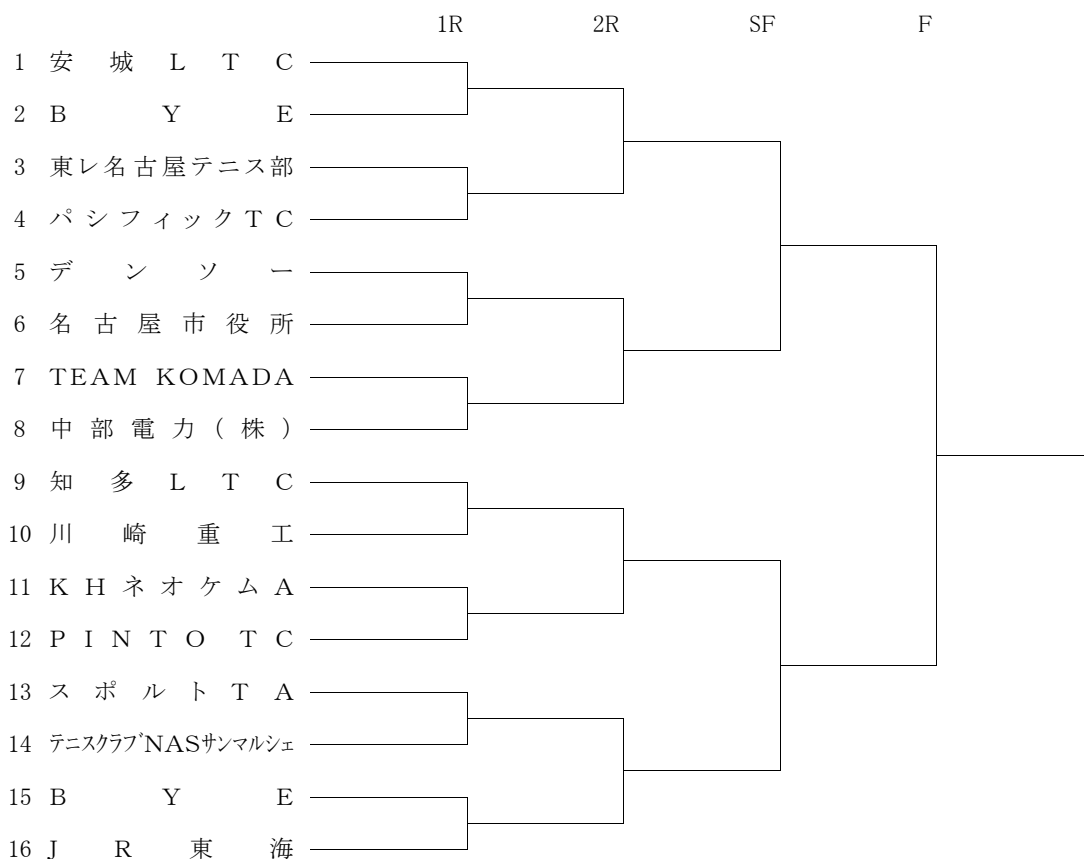 1R 2R SF F
1 安城LTC
2 BYE
3 東レ名古屋テニス部
4 パシフィックTC
5 デンソー
6 名古屋市役所
7 TEAM KOMADA
8 中部電力(株)
9 知多LTC
10 川崎重工
11 KHネオケムA
12 PINTO TC
13 スポルトTA
14 テニスクラブNASサンマルシェ
15 BYE
16 JR東海